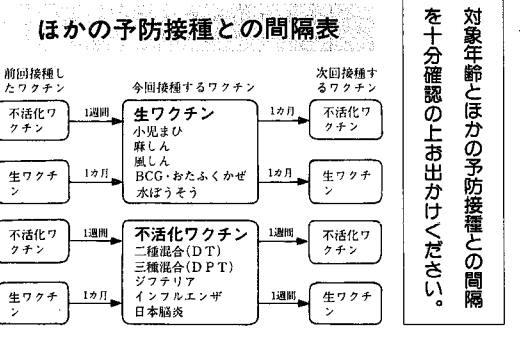 対象年齢とほかの予防接種との間隔
を十分確認の上お出かけください。
ほかの予防接種との間隔表
前回接種し
たワクチン
今回接種するワクチン
次回接種す
るワクチン
不活化ワ
クチン
1週間
生ワクチ
ン
1カ月
生ワクチン
小児まひ
麻しん
風しん
BCG・おたふくかぜ
水ぼうそう
1カ月
不活化ワ
クチン
1カ月
生ワクチ
ン
不活化ワ
クチン
1週間
生ワクチ
ン
1カ月
不活化ワクチン
二種混合(DT)
三種混合(DPT)
ジフテリア
インフルエンザ
日本脳炎
1週間
不活化ワ
クチン
1週間
生ワクチ
ン